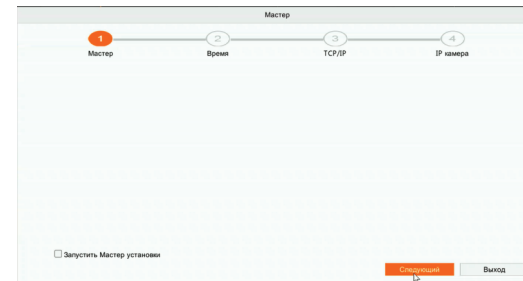 Мастер
1 2 3 4
Мастер Время TCP/IP IP камера
Запустить Мастер установки
Следующий Выход